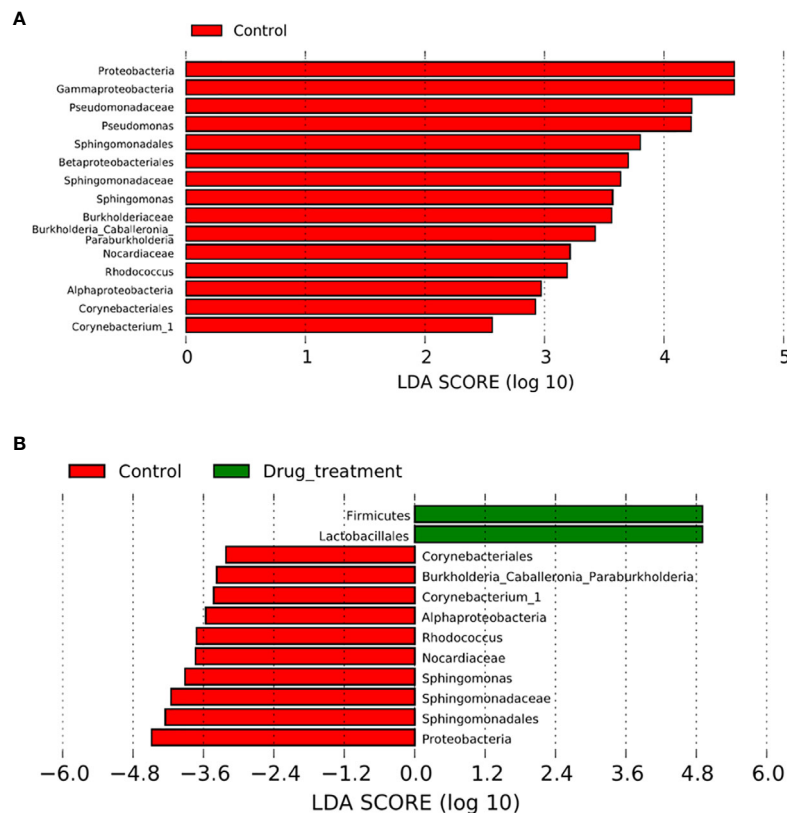 A
Control
Proteobacteria
Gammaproteobacteria
Pseudomonadaceae
Pseudomonas
Sphingomonadales
Betaproteobacteriales
Sphingomonadaceae
Sphingomonas
Burkholderiaceae
Burkholderia_Caballeronia_
Paraburkholderia
Nocardiaceae
Rhodococcus
Alphaproteobacteria
Corynebacteriales
Corynebacterium_1
0 1 2 3 4 5
LDA SCORE (log 10)
B
Control Drug_treatment
Firmicutes
Lactobacillales
Corynebacteriales
Burkholderia_Caballeronia_Paraburkholderia
Corynebacterium_1
Alphaproteobacteria
Rhodococcus
Nocardiaceae
Sphingomonas
Sphingomonadaceae
Sphingomonadales
Proteobacteria
−6.0 −4.8 −3.6 −2.4 −1.2 0.0 1.2 2.4 3.6 4.8 6.0
LDA SCORE (log 10)